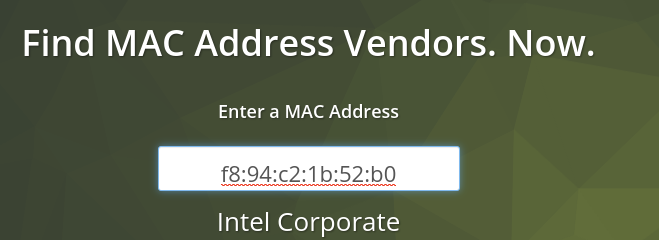 Find MAC Address Vendors. Now.
Enter a MAC Address
f8:94:c2:1b:52:b0
Intel Corporate